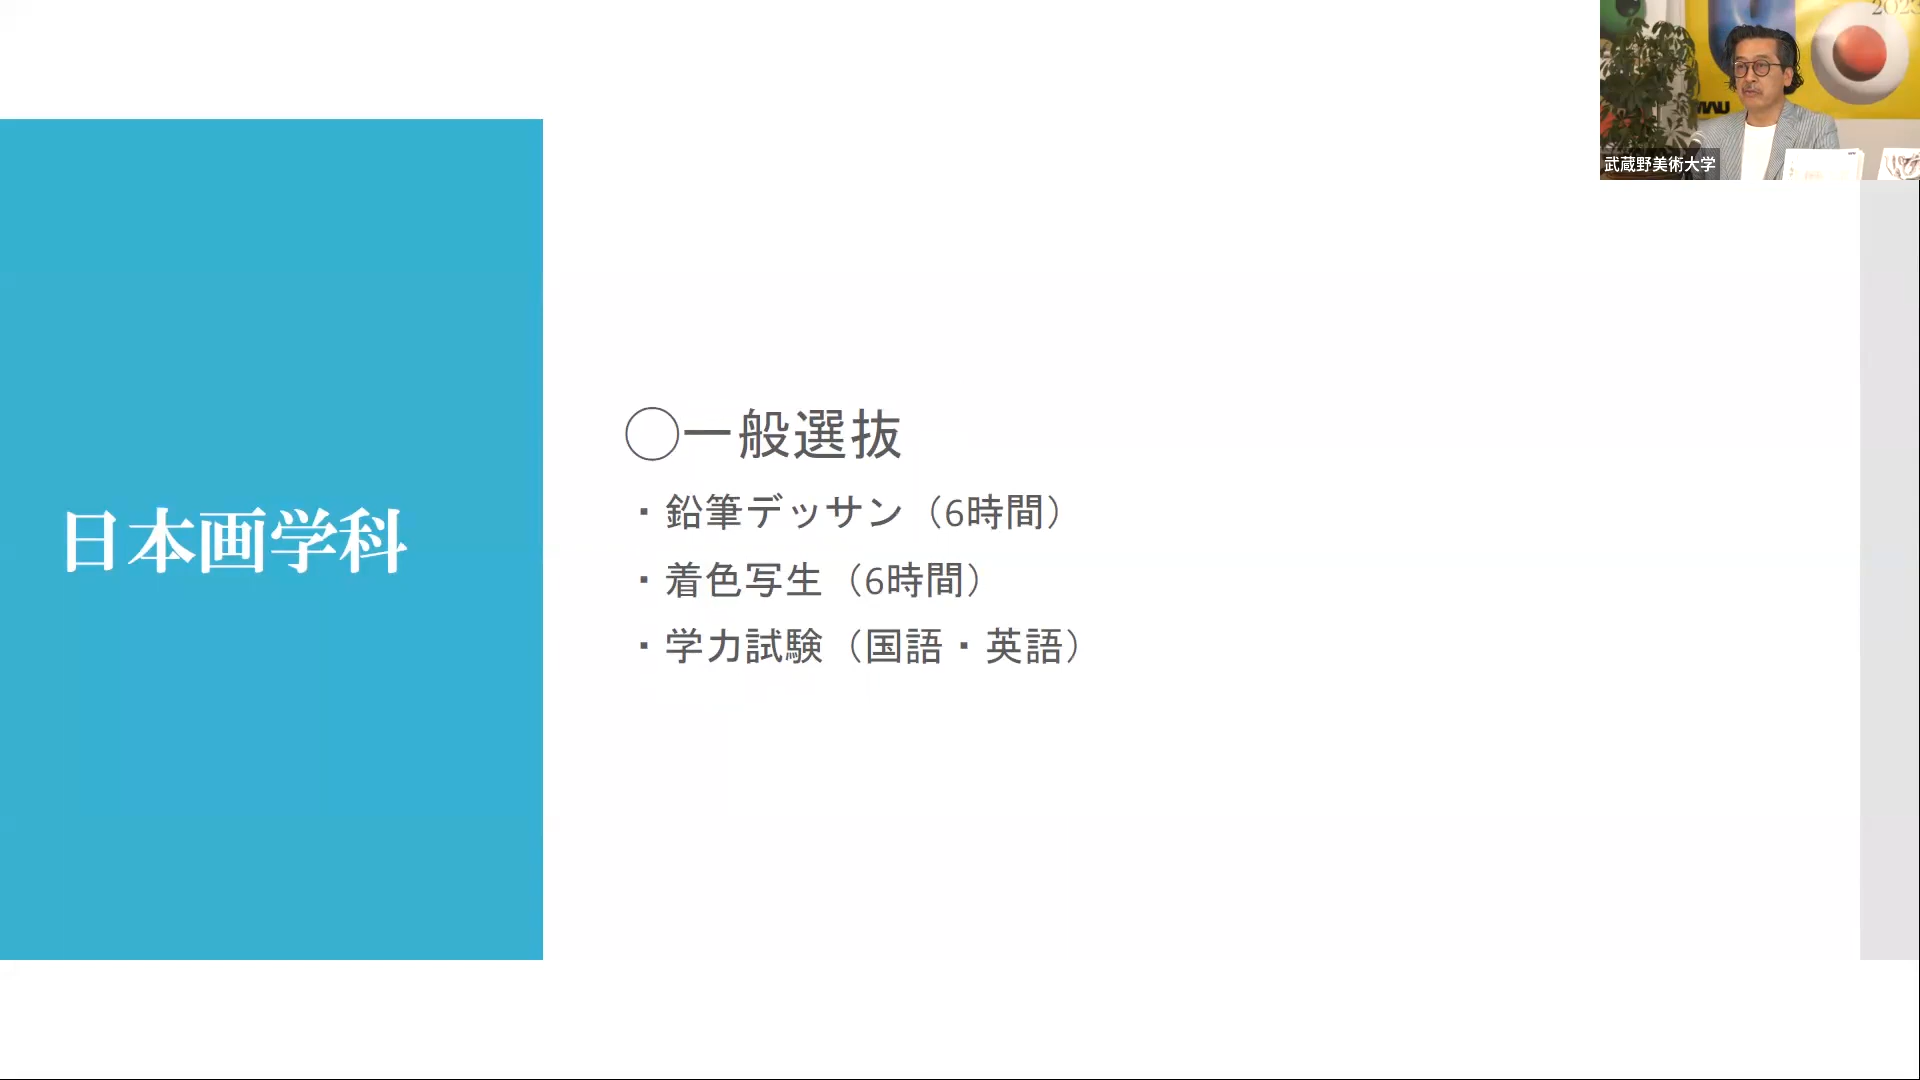 日本画学科
◯一般選抜
・鉛筆デッサン（6時間）
・着色写生（6時間）
・学力試験（国語・英語）
2023
MAU
武蔵野美術大学